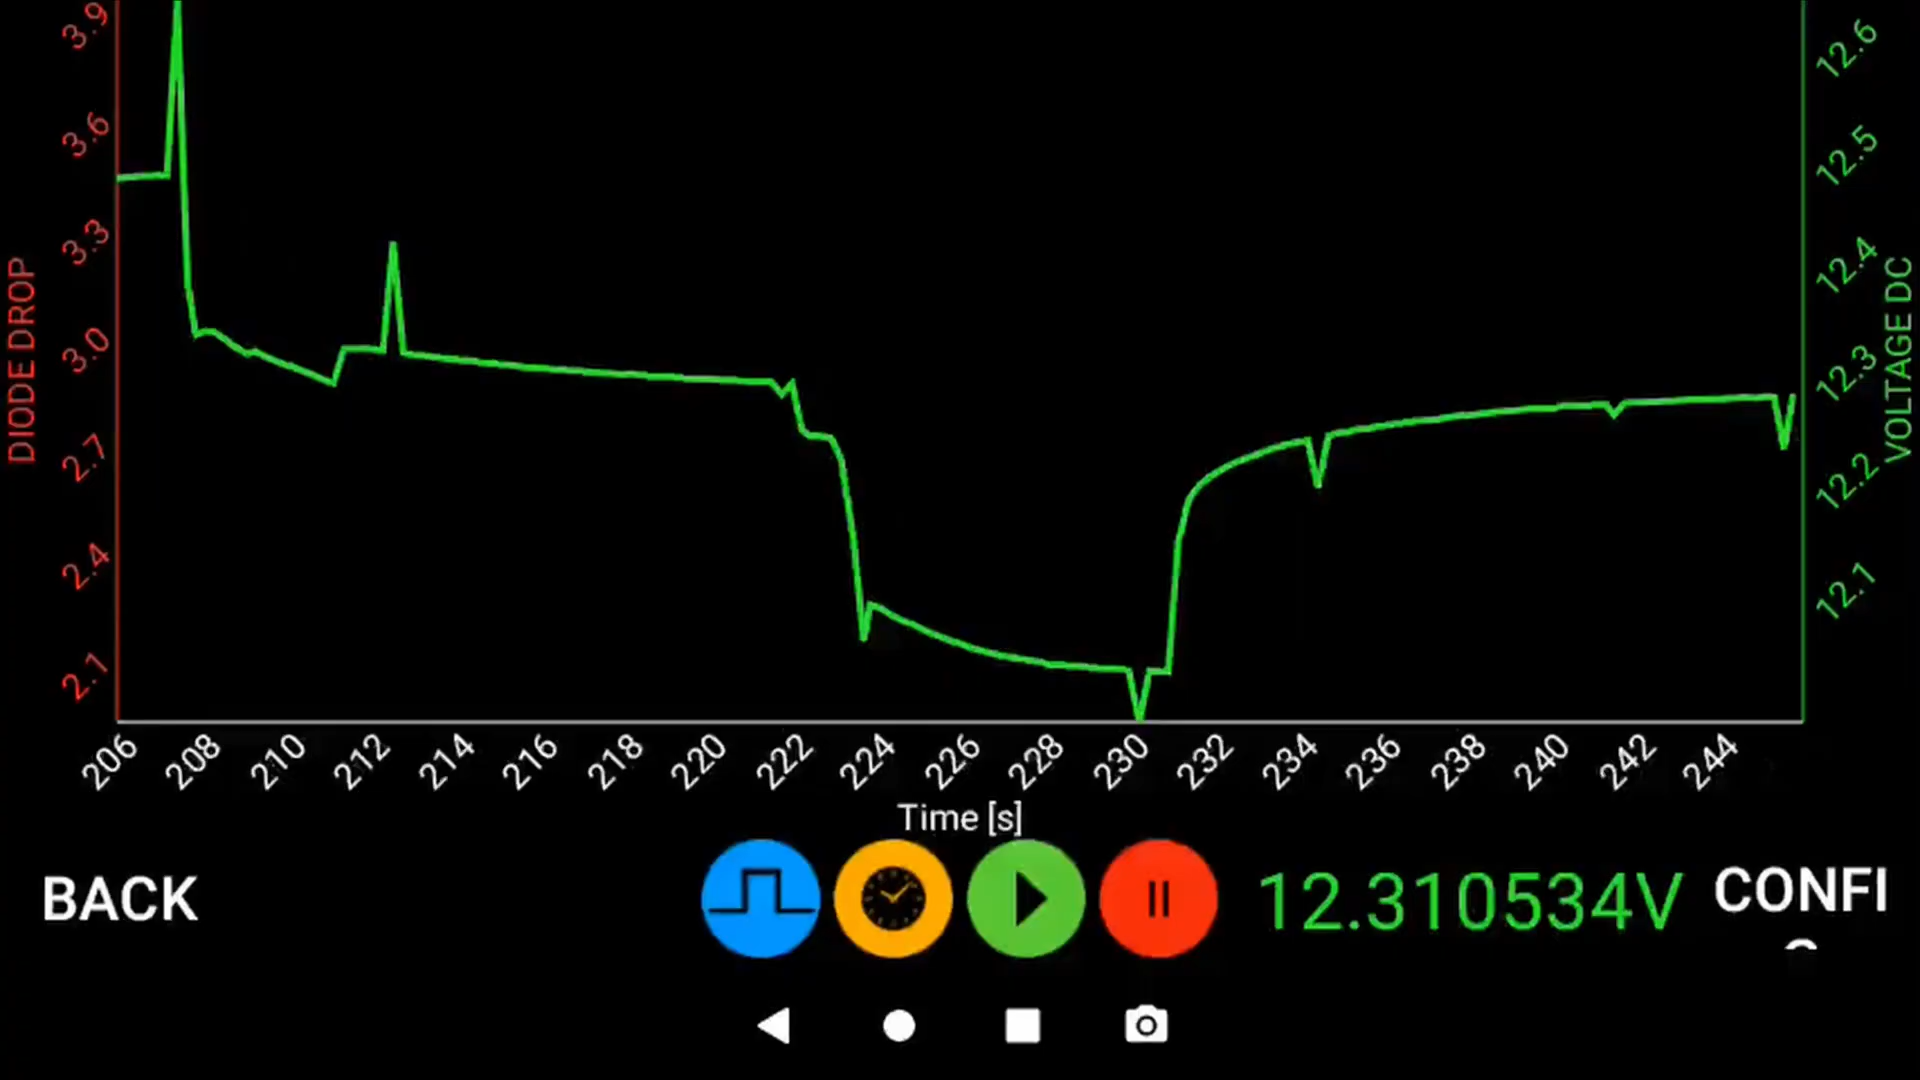 3.9
3.6
3.3
3.0
2.7
2.4
2.1
DIODE DROP
12.6
12.5
12.4
12.3
12.2
12.1
VOLTAGE DC
206 208 210 212 214 216 218 220 222 224 226 228 230 232 234 236 238 240 242 244
Time [s]
BACK
12.310534V
CONFI